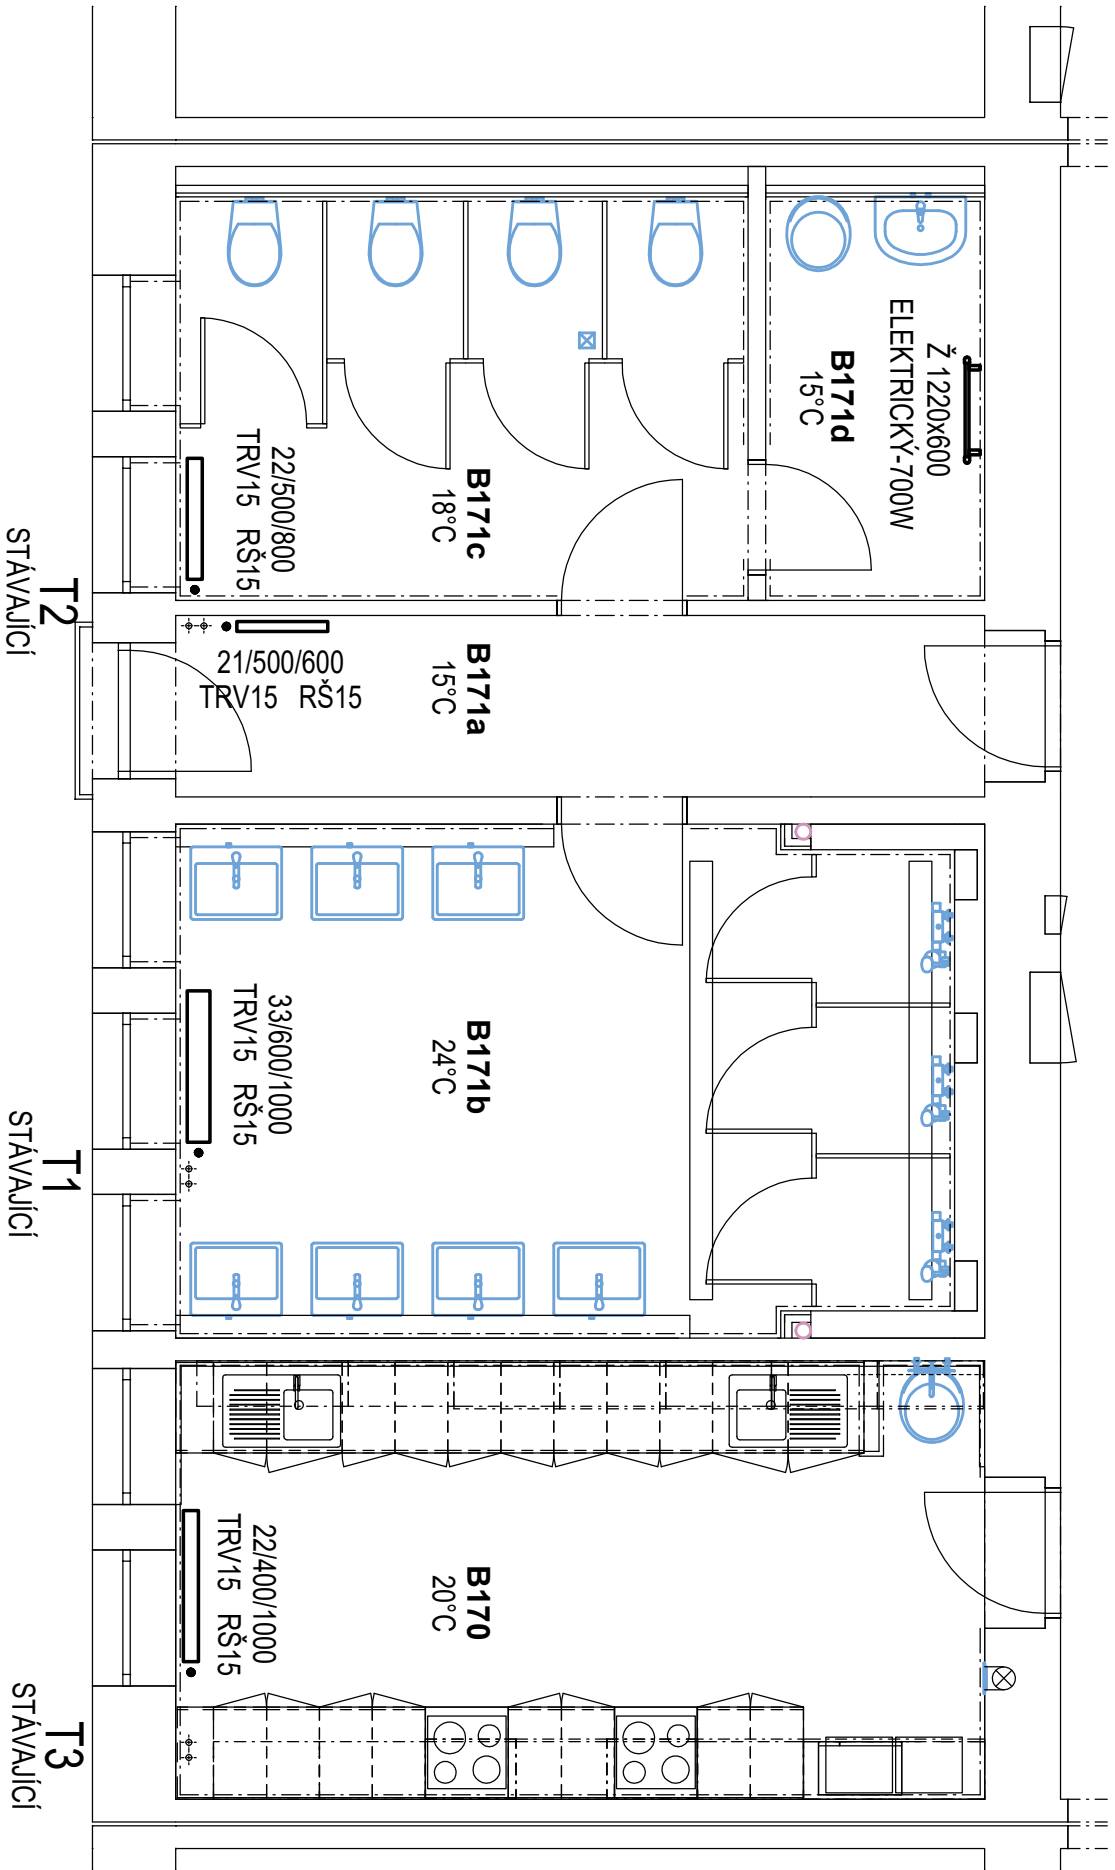 Ž 1220x600
ELEKTRICKÝ-700W
B171d
15°C
B171c
18°C
22/500/800
TRV15 RŠ15
T2
STÁVAJÍCÍ
B171a
15°C
21/500/600
TRV15 RŠ15
B171b
24°C
33/600/1000
TRV15 RŠ15
T1
STÁVAJÍCÍ
B170
20°C
22/400/1000
TRV15 RŠ15
T3
STÁVAJÍCÍ